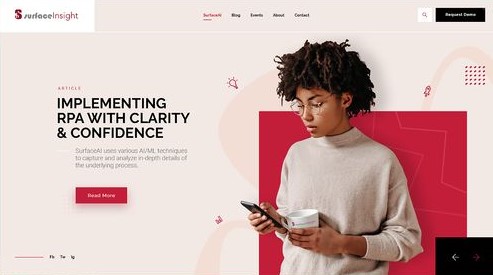 surfaceInsight
SurfaceAI Blog Events About Contact
Request Demo
ARTICLE
IMPLEMENTING
RPA WITH CLARITY
& CONFIDENCE
SurfaceAI uses various AI/ML techniques
to capture and analyze in-depth details of
the underlying process.
Read More
Fb Tw Ig